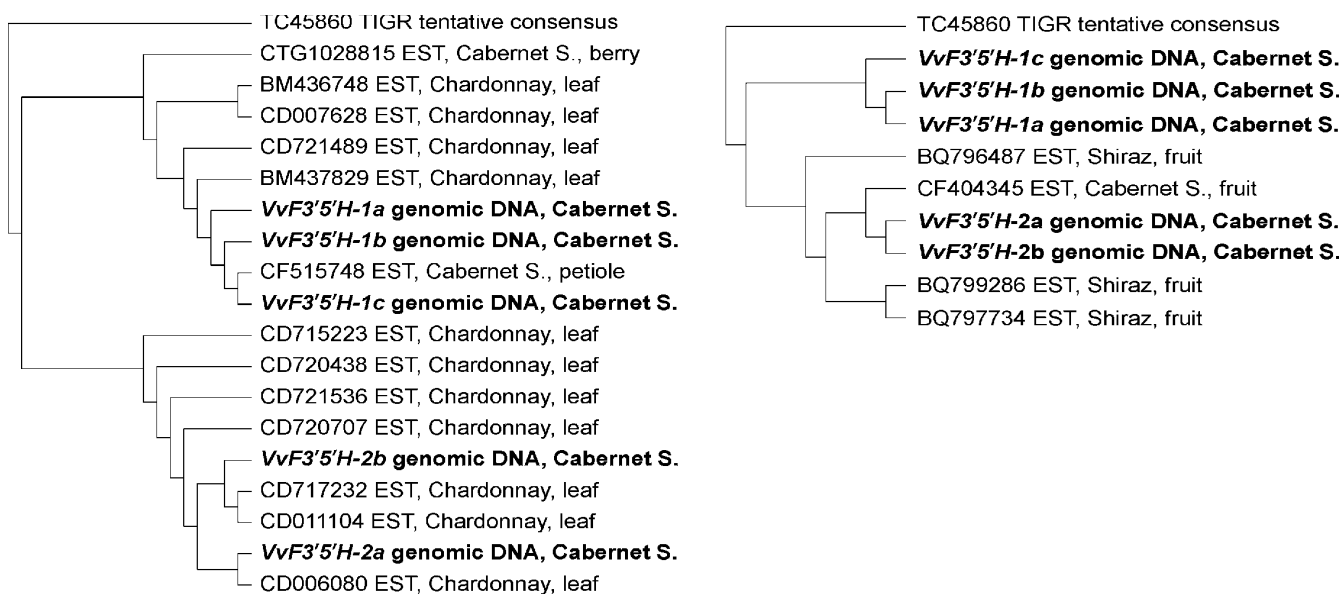 TC45860 TIGR tentative consensus
CTG1028815 EST, Cabernet S., berry
BM436748 EST, Chardonnay, leaf
CD007628 EST, Chardonnay, leaf
CD721489 EST, Chardonnay, leaf
BM437829 EST, Chardonnay, leaf
VvF3'5'H-1a genomic DNA, Cabernet S.
VvF3'5'H-1b genomic DNA, Cabernet S.
CF515748 EST, Cabernet S., petiole
VvF3'5'H-1c genomic DNA, Cabernet S.
CD715223 EST, Chardonnay, leaf
CD720438 EST, Chardonnay, leaf
CD721536 EST, Chardonnay, leaf
CD720707 EST, Chardonnay, leaf
VvF3'5'H-2b genomic DNA, Cabernet S.
CD717232 EST, Chardonnay, leaf
CD011104 EST, Chardonnay, leaf
VvF3'5'H-2a genomic DNA, Cabernet S.
CD006080 EST, Chardonnay, leaf
TC45860 TIGR tentative consensus
VvF3'5'H-1c genomic DNA, Cabernet S.
VvF3'5'H-1b genomic DNA, Cabernet S.
VvF3'5'H-1a genomic DNA, Cabernet S.
BQ796487 EST, Shiraz, fruit
CF404345 EST, Cabernet S., fruit
VvF3'5'H-2a genomic DNA, Cabernet S.
VvF3'5'H-2b genomic DNA, Cabernet S.
BQ799286 EST, Shiraz, fruit
BQ797734 EST, Shiraz, fruit